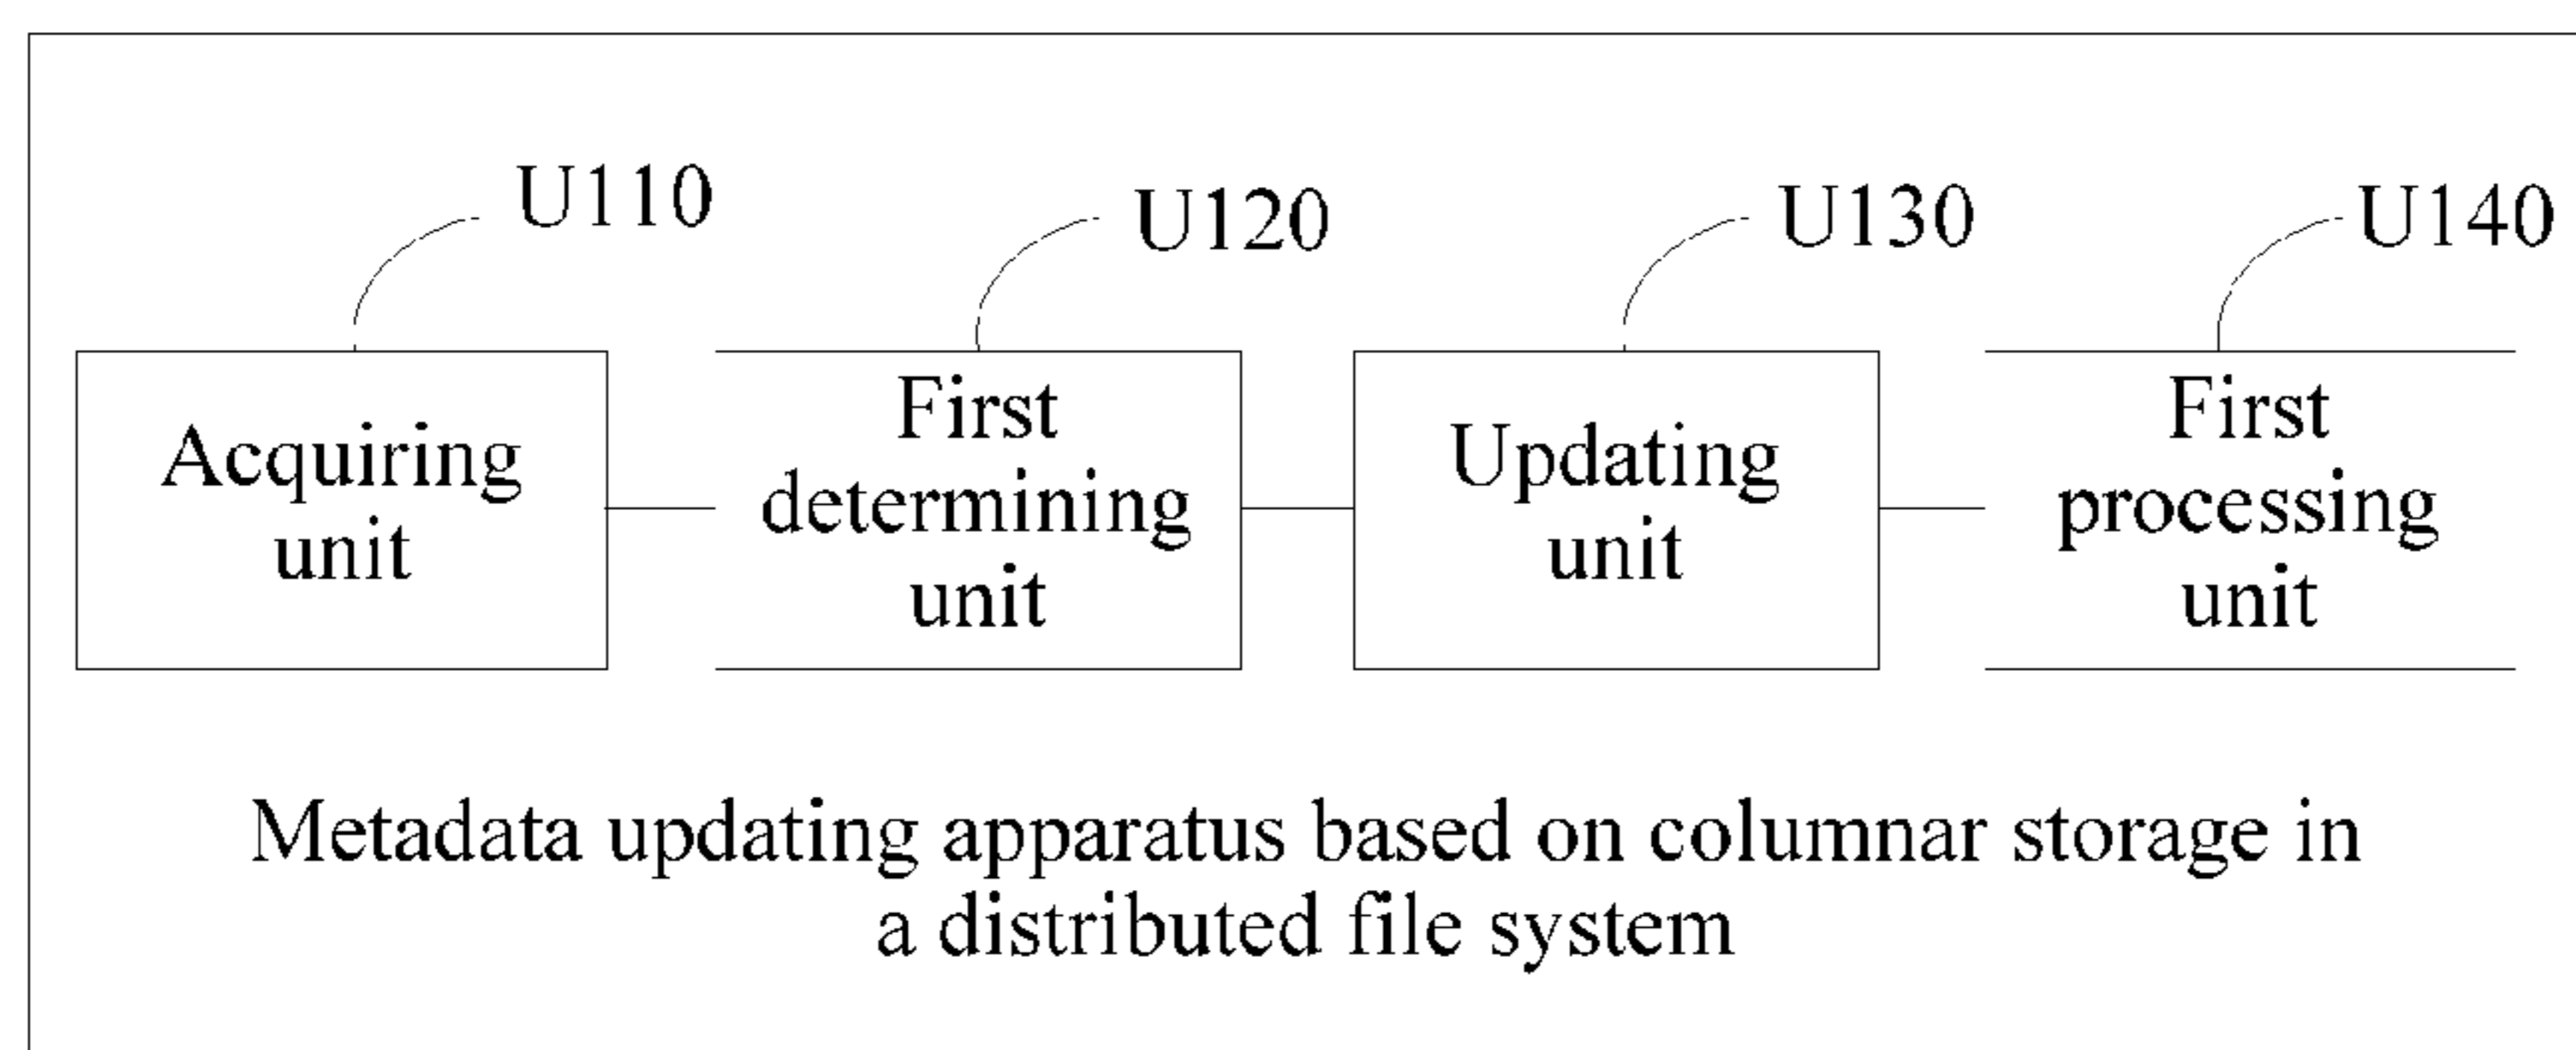 U110
U120
U130
U140
Acquiring
unit
First
determining
unit
Updating
unit
First
processing
unit
Metadata updating apparatus based on columnar storage in
a distributed file system